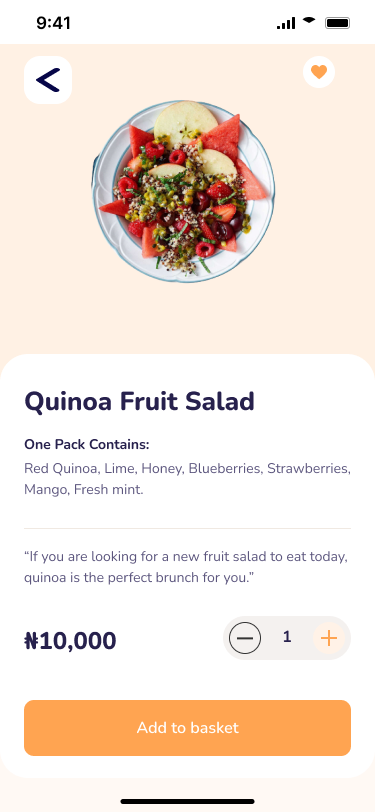 9:41
Quinoa Fruit Salad
One Pack Contains:
Red Quinoa, Lime, Honey, Blueberries, Strawberries,
Mango, Fresh mint.
“If you are looking for a new fruit salad to eat today,
quinoa is the perfect brunch for you.”
₦10,000
1
Add to basket